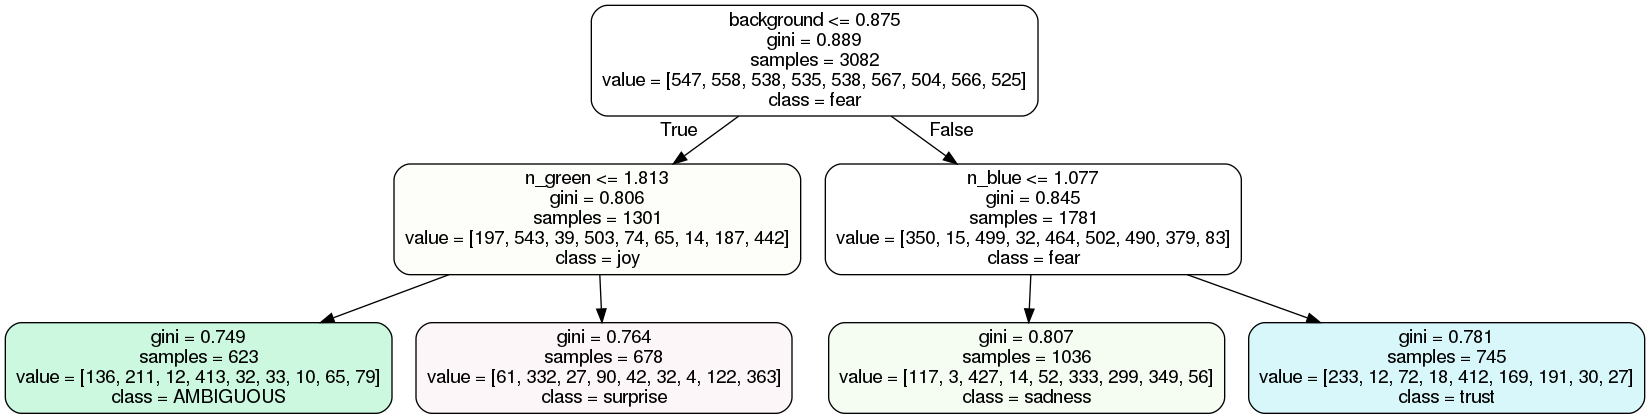 background <= 0.875
gini = 0.889
samples = 3082
value = [547, 558, 538, 535, 538, 567, 504, 566, 525]
class = fear
True
False
n_green <= 1.813
gini = 0.806
samples = 1301
value = [197, 543, 39, 503, 74, 65, 14, 187, 442]
class = joy
n_blue <= 1.077
gini = 0.845
samples = 1781
value = [350, 15, 499, 32, 464, 502, 490, 379, 83]
class = fear
gini = 0.749
samples = 623
value = [136, 211, 12, 413, 32, 33, 10, 65, 79]
class = AMBIGUOUS
gini = 0.764
samples = 678
value = [61, 332, 27, 90, 42, 32, 4, 122, 363]
class = surprise
gini = 0.807
samples = 1036
value = [117, 3, 427, 14, 52, 333, 299, 349, 56]
class = sadness
gini = 0.781
samples = 745
value = [233, 12, 72, 18, 412, 169, 191, 30, 27]
class = trust